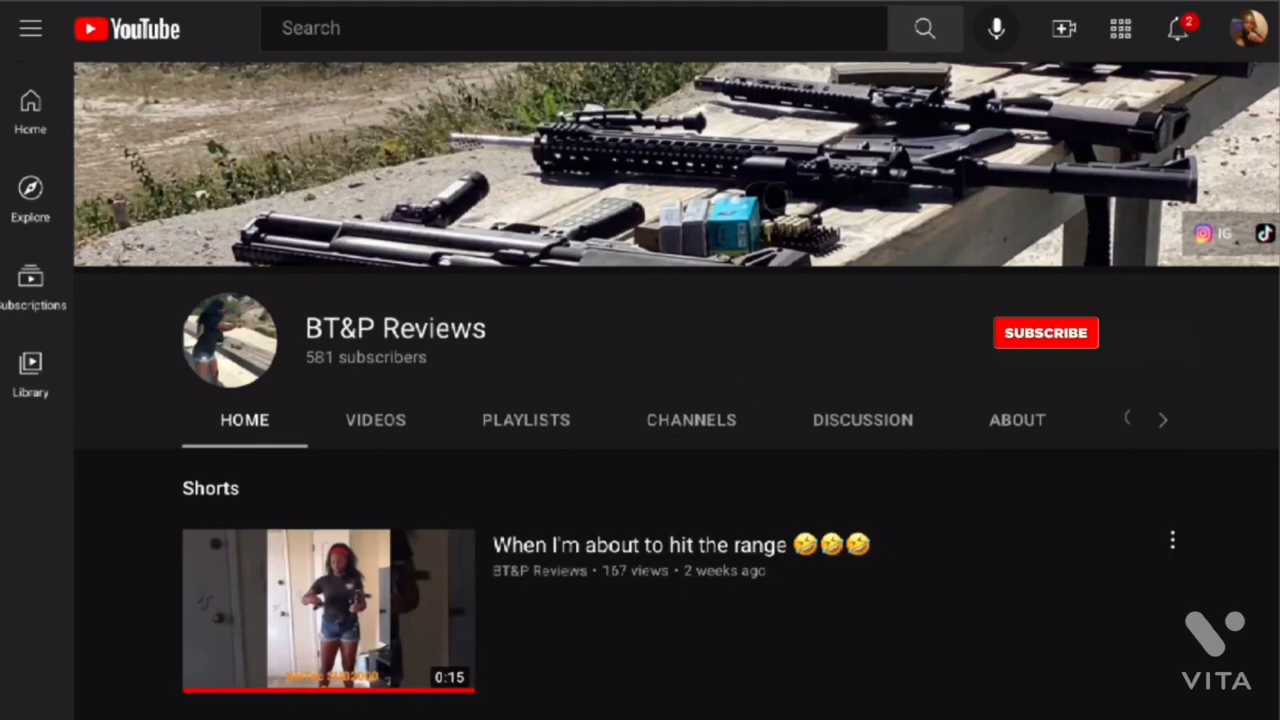 YouTube
Search
2
Home
Explore
Subscriptions
Library
IG
BT&P Reviews
581 subscribers
SUBSCRIBE
HOME VIDEOS PLAYLISTS CHANNELS DISCUSSION ABOUT
Shorts
When I'm about to hit the range 🤣🤣🤣
BT&P Reviews • 167 views • 2 weeks ago
0:15
VITA